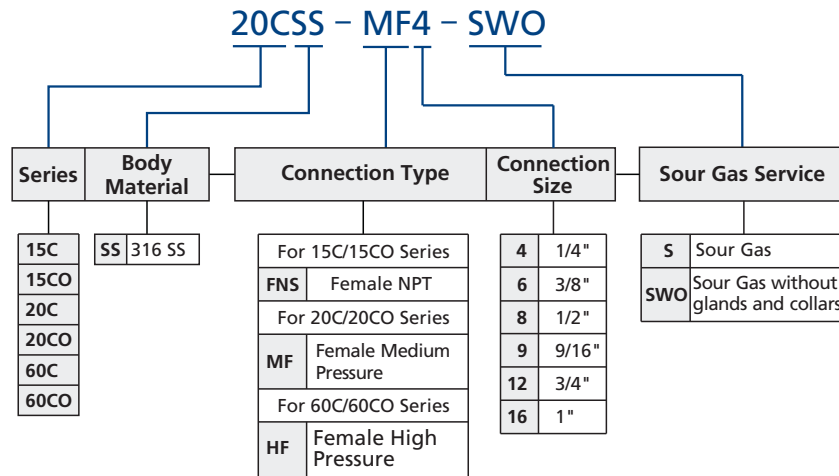 20CSS – MF4 – SWO
Series
Body
Material
Connection Type
Connection
Size
Sour Gas Service
15C
15CO
20C
20CO
60C
60CO
SS 316 SS
For 15C/15CO Series
FNS Female NPT
For 20C/20CO Series
MF Female Medium
Pressure
For 60C/60CO Series
HF Female High
Pressure
4 1/4"
6 3/8"
8 1/2"
9 9/16"
12 3/4"
16 1"
S Sour Gas
SWO Sour Gas without
glands and collars